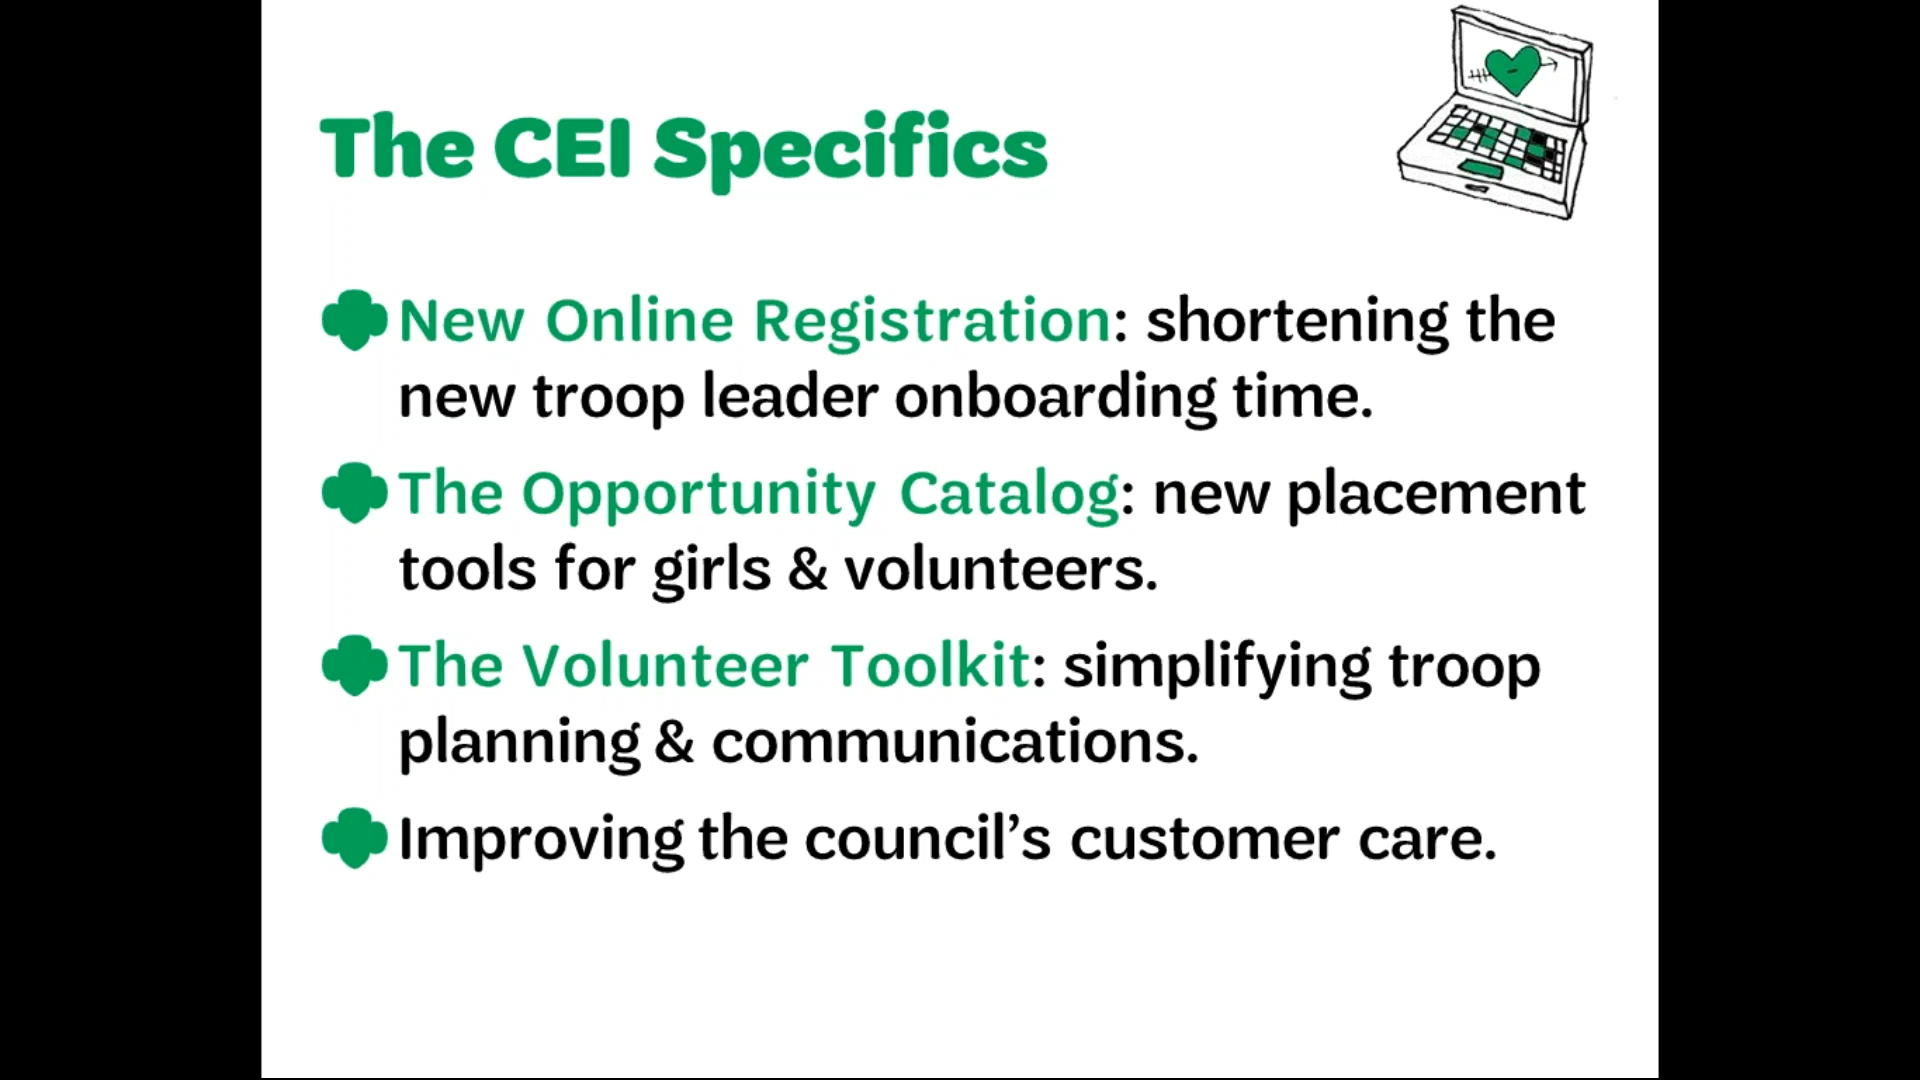 The CEI Specifics
New Online Registration: shortening the
new troop leader onboarding time.
The Opportunity Catalog: new placement
tools for girls & volunteers.
The Volunteer Toolkit: simplifying troop
planning & communications.
Improving the council’s customer care.